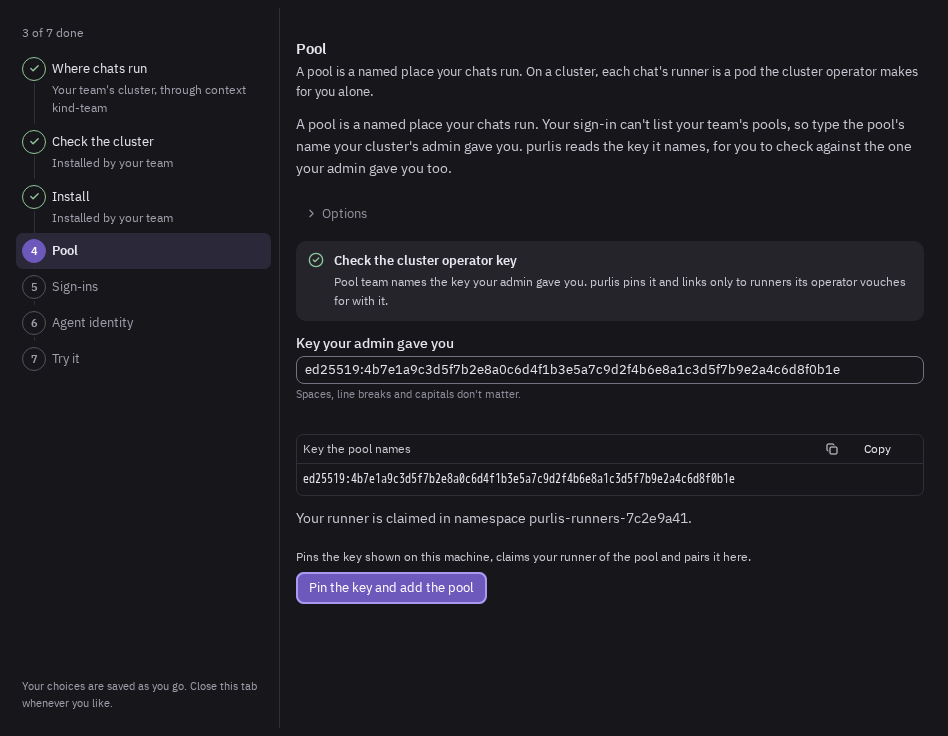 3 of 7 done
Where chats run
Your team's cluster, through context
kind-team
Check the cluster
Installed by your team
Install
Installed by your team
4 Pool
5 Sign-ins
6 Agent identity
7 Try it
Your choices are saved as you go. Close this tab
whenever you like.
Pool
A pool is a named place your chats run. On a cluster, each chat's runner is a pod the cluster operator makes
for you alone.
A pool is a named place your chats run. Your sign-in can't list your team's pools, so type the pool's
name your cluster's admin gave you. purlis reads the key it names, for you to check against the one
your admin gave you too.
Options
Check the cluster operator key
Pool team names the key your admin gave you. purlis pins it and links only to runners its operator vouches
for with it.
Key your admin gave you
ed25519:4b7e1a9c3d5f7b2e8a0c6d4f1b3e5a7c9d2f4b6e8a1c3d5f7b9e2a4c6d8f0b1e
Spaces, line breaks and capitals don't matter.
Key the pool names
Copy
ed25519:4b7e1a9c3d5f7b2e8a0c6d4f1b3e5a7c9d2f4b6e8a1c3d5f7b9e2a4c6d8f0b1e
Your runner is claimed in namespace purlis-runners-7c2e9a41.
Pins the key shown on this machine, claims your runner of the pool and pairs it here.
Pin the key and add the pool